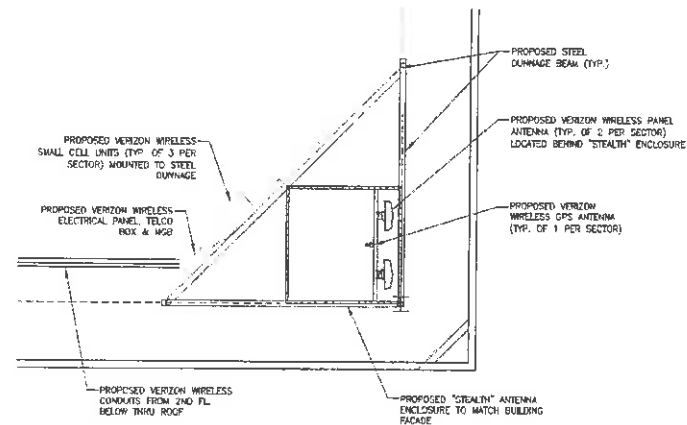 PROPOSED STEEL
DUNNAGE BEAM (TYP.)
PROPOSED VERIZON WIRELESS PANEL
ANTENNA (TYP. OF 2 PER SECTOR)
LOCATED BEHIND "STEALTH" ENCLOSURE
PROPOSED VERIZON WIRELESS
SMALL CELL UNITS (TYP OF 3 PER
SECTOR) MOUNTED TO STEEL
DUNNAGE
PROPOSED VERIZON
WIRELESS GPS ANTENNA
(TYP. OF 1 PER SECTOR)
PROPOSED VERIZON WIRELESS
ELECTRICAL PANEL, TELCO
BOX & MGB
PROPOSED VERIZON WIRELESS
CONDUITS FROM 2ND FL.
BELOW THRU ROOF
PROPOSED "STEALTH" ANTENNA
ENCLOSURE TO MATCH BUILDING
FACADE